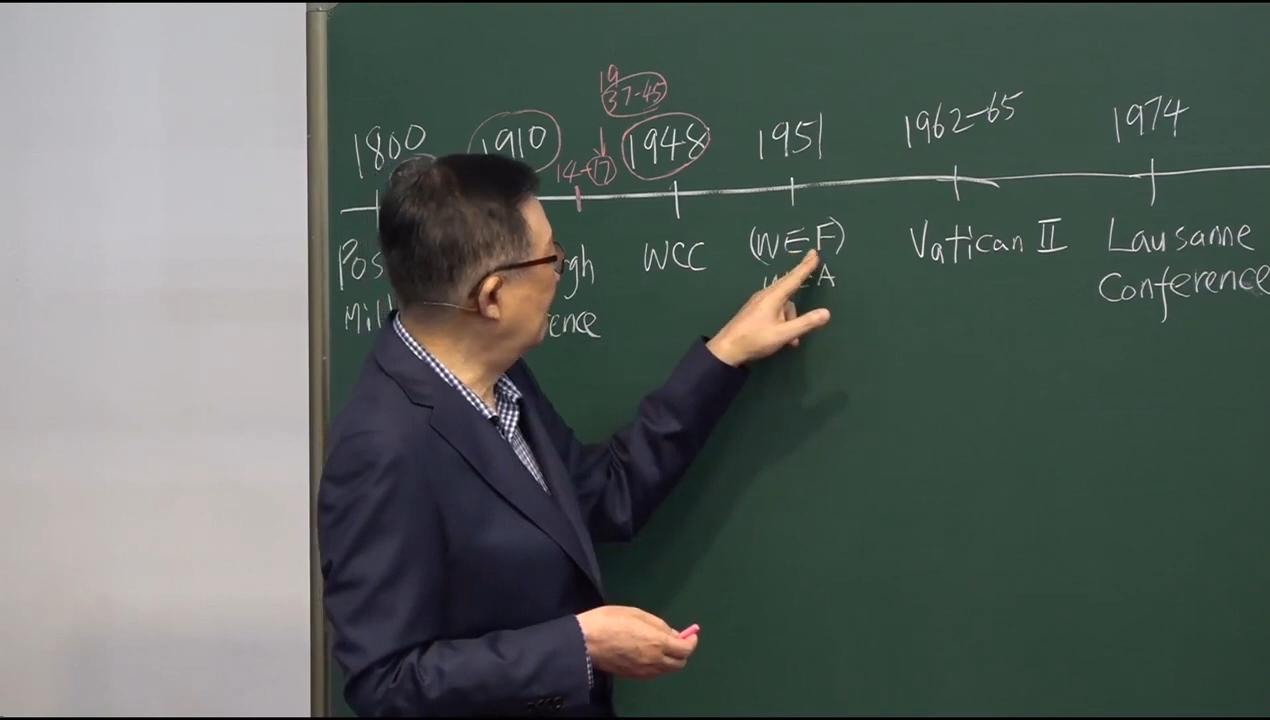 19
37-45
1800 1910 14-17 1948 1951 1962-65 1974
WCC (WEF) Vatican II Lausanne
Conference